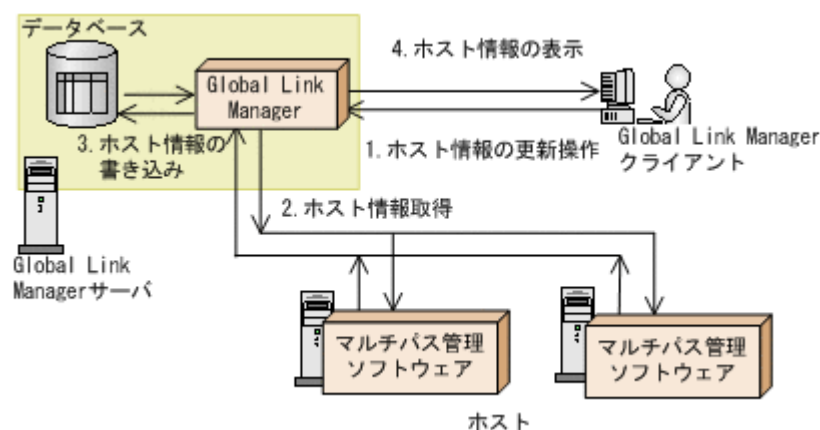 データベース
Global Link
Manager
4.ホスト情報の表示
1.ホスト情報の更新操作
Global Link Manager
クライアント
3.ホスト情報の
書き込み
2.ホスト情報取得
Global Link
Managerサーバ
マルチパス管理
ソフトウェア
マルチパス管理
ソフトウェア
ホスト